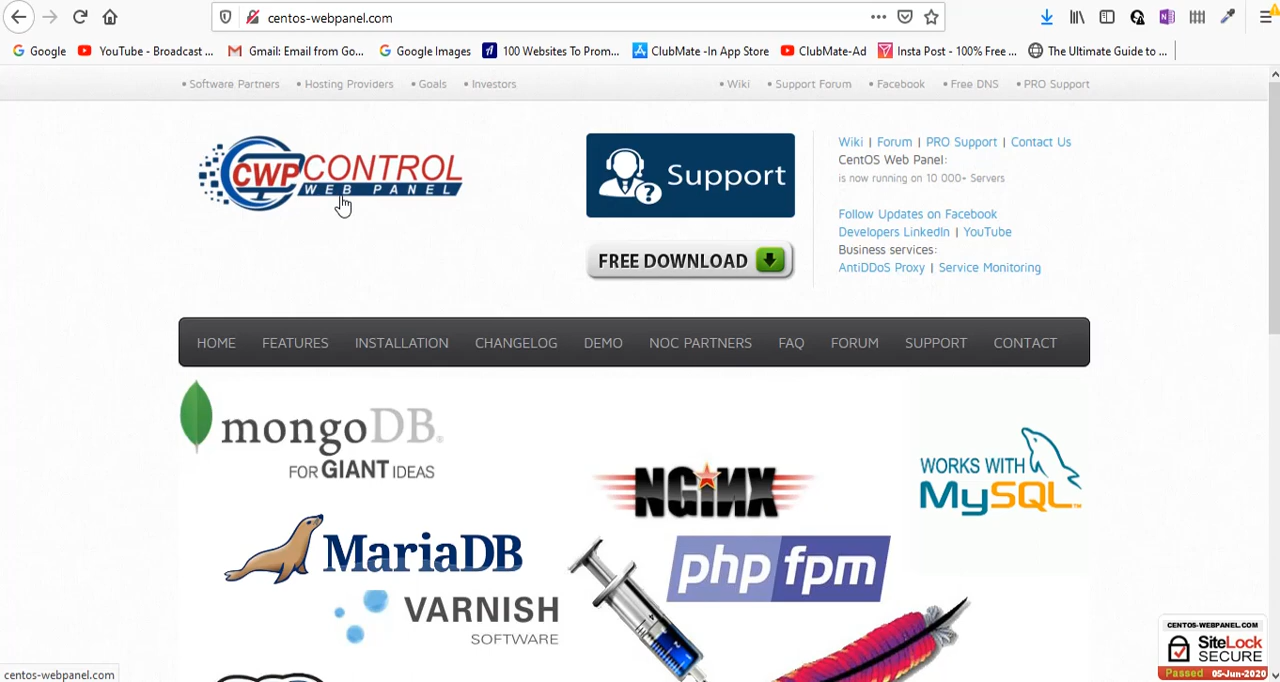 centos-webpanel.com
Google
YouTube - Broadcast ...
Gmail: Email from Go...
Google Images
100 Websites To Prom...
ClubMate -In App Store
ClubMate-Ad
Insta Post - 100% Free ...
The Ultimate Guide to ...
• Software Partners • Hosting Providers • Goals • Investors
• Wiki • Support Forum • Facebook • Free DNS • PRO Support
CWP CONTROL
WEB PANEL
Support
FREE DOWNLOAD
Wiki | Forum | PRO Support | Contact Us
CentOS Web Panel:
is now running on 10 000+ Servers
Follow Updates on Facebook
Developers LinkedIn | YouTube
Business services:
AntiDDoS Proxy | Service Monitoring
HOME FEATURES INSTALLATION CHANGELOG DEMO NOC PARTNERS FAQ FORUM SUPPORT CONTACT
mongoDB®
FOR GIANT IDEAS
NGINX
WORKS WITH
MySQL™
MariaDB
php fpm
VARNISH
SOFTWARE
CENTOS-WEBPANEL.COM
SiteLock
SECURE
Passed 05-Jun-2020
centos-webpanel.com